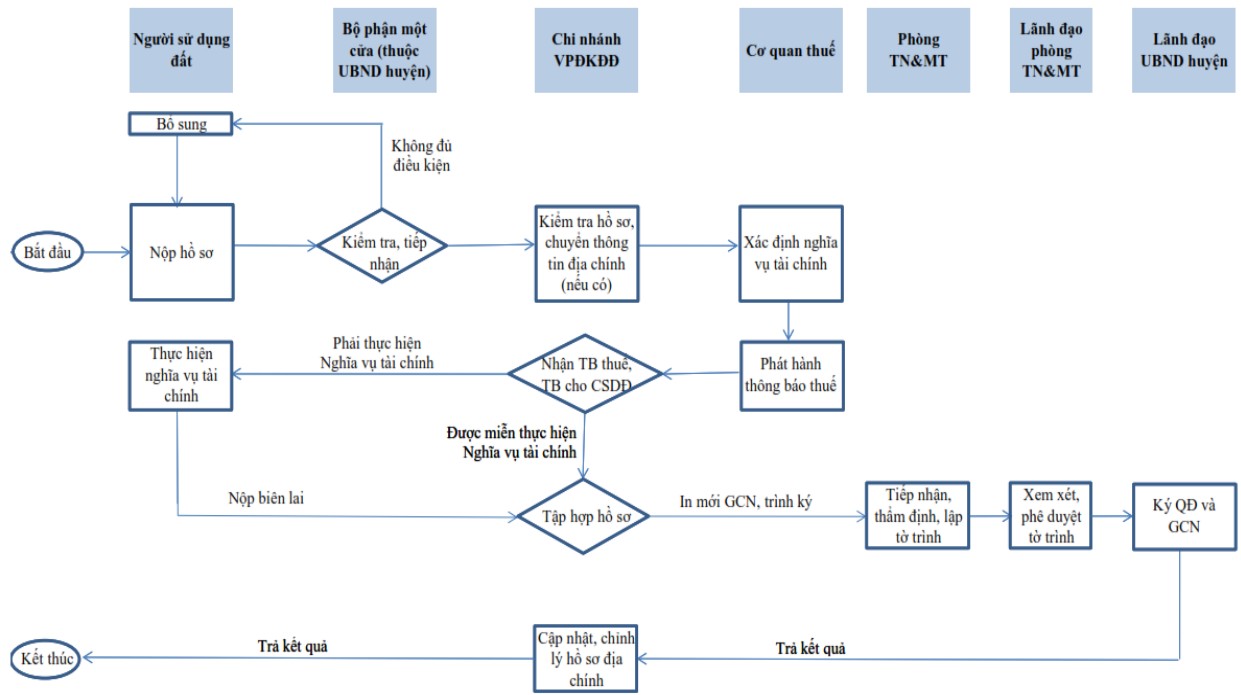 Người sử dụng
đất
Bộ phận một
cửa (thuộc
UBND huyện)
Chi nhánh
VPĐKĐĐ
Cơ quan thuế
Phòng
TN&MT
Lãnh đạo
phòng
TN&MT
Lãnh đạo
UBND huyện
Bổ sung
Không đủ
điều kiện
Bắt đầu
Nộp hồ sơ
Kiểm tra, tiếp
nhận
Kiểm tra hồ sơ,
chuyển thông
tin địa chính
(nếu có)
Xác định nghĩa
vụ tài chính
Thực hiện
nghĩa vụ tài
chính
Phải thực hiện
Nghĩa vụ tài chính
Nhận TB thuế,
TB cho CSDĐ
Phát hành
thông báo thuế
Được miễn thực hiện
Nghĩa vụ tài chính
Nộp biên lai
Tập hợp hồ sơ
In mới GCN, trình ký
Tiếp nhận,
thẩm định, lập
tờ trình
Xem xét,
phê duyệt
tờ trình
Ký QĐ và
GCN
Kết thúc
Trả kết quả
Cập nhật, chỉnh
lý hồ sơ địa
chính
Trả kết quả